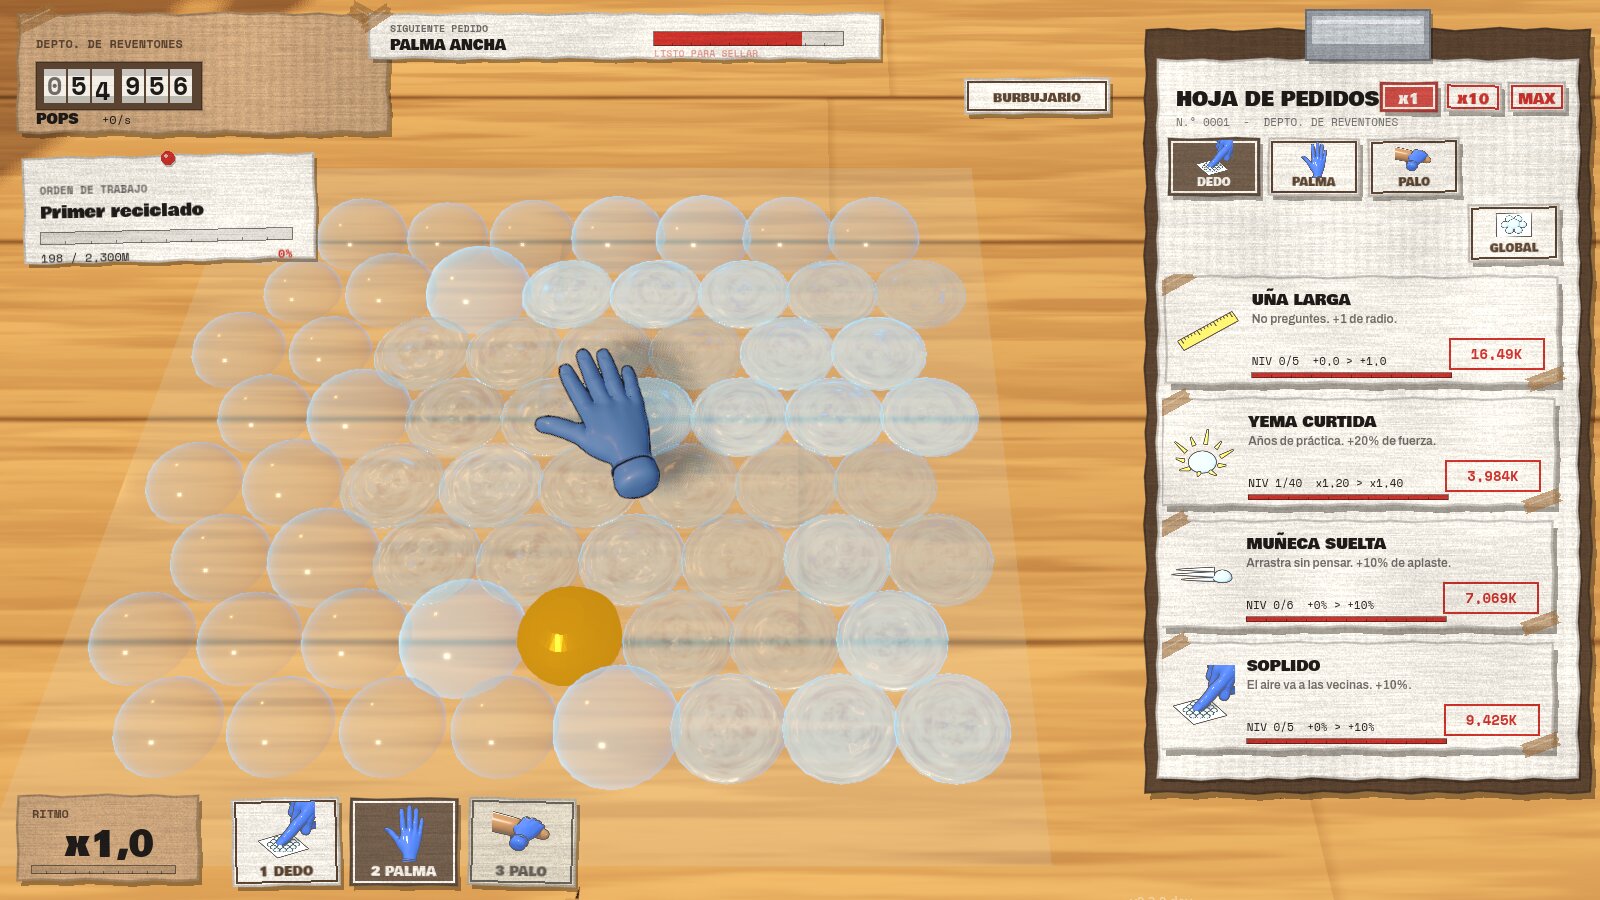 DEPTO. DE REVENTONES
054 956
POPS +0/s
SIGUIENTE PEDIDO
PALMA ANCHA
LISTO PARA SELLAR
BURBUJARIO
ORDEN DE TRABAJO
Primer reciclado
198 / 2,300M 0%
HOJA DE PEDIDOS x1 x10 MAX
N.° 0001 - DEPTO. DE REVENTONES
DEDO PALMA PALO
GLOBAL
UÑA LARGA
No preguntes. +1 de radio.
NIV 0/5 +0,0 > +1,0 16,49K
YEMA CURTIDA
Años de práctica. +20% de fuerza.
NIV 1/40 x1,20 > x1,40 3,984K
MUÑECA SUELTA
Arrastra sin pensar. +10% de aplaste.
NIV 0/6 +0% > +10% 7,069K
SOPLIDO
El aire va a las vecinas. +10%.
NIV 0/5 +0% > +10% 9,425K
RITMO
x1,0
1 DEDO 2 PALMA 3 PALO